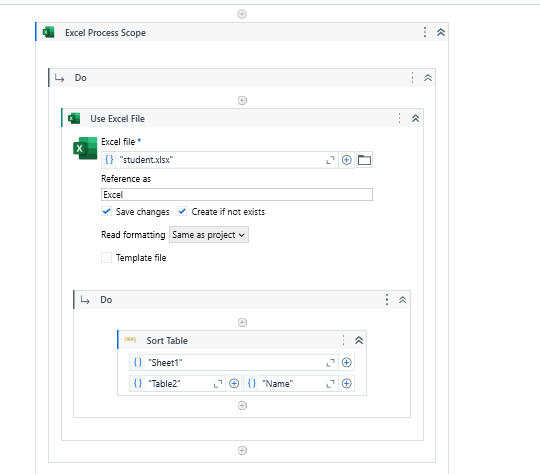 Excel Process Scope
Do
Use Excel File
Excel file *
"student.xlsx"
Reference as
Excel
Save changes Create if not exists
Read formatting Same as project
Template file
Do
Sort Table
"Sheet1"
"Table2" "Name"